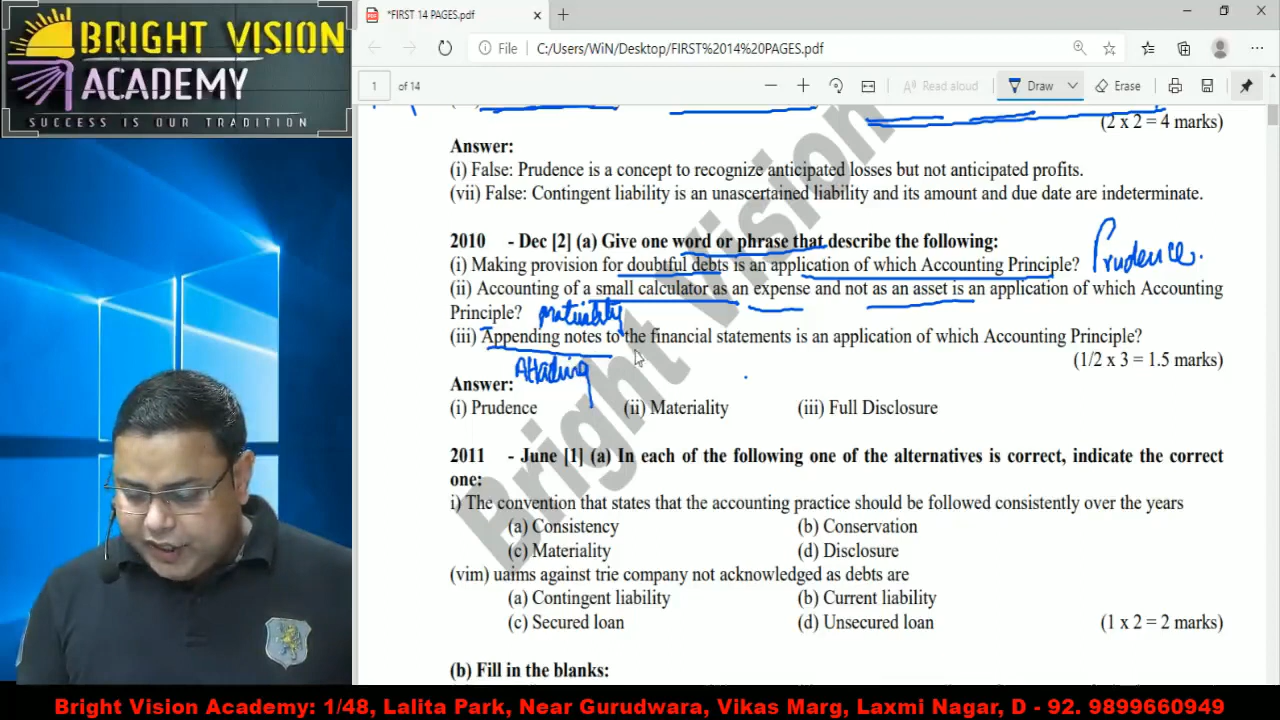 BRIGHT VISION
ACADEMY
SUCCESS IS OUR TRADITION
*FIRST 14 PAGES.pdf
File
C:/Users/WiN/Desktop/FIRST%2014%20PAGES.pdf
1 of 14
Read aloud
Draw
Erase
(2 x 2 = 4 marks)
Answer:
(i) False: Prudence is a concept to recognize anticipated losses but not anticipated profits.
(vii) False: Contingent liability is an unascertained liability and its amount and due date are indeterminate.
2010 - Dec [2] (a) Give one word or phrase that describe the following:
(i) Making provision for doubtful debts is an application of which Accounting Principle? Prudence.
(ii) Accounting of a small calculator as an expense and not as an asset is an application of which Accounting
Principle?
(iii) Appending notes to the financial statements is an application of which Accounting Principle?
(1/2 x 3 = 1.5 marks)
Answer:
(i) Prudence (ii) Materiality (iii) Full Disclosure
2011 - June [1] (a) In each of the following one of the alternatives is correct, indicate the correct
one:
i) The convention that states that the accounting practice should be followed consistently over the years
(a) Consistency (b) Conservation
(c) Materiality (d) Disclosure
(vim) uaims against trie company not acknowledged as debts are
(a) Contingent liability (b) Current liability
(c) Secured loan (d) Unsecured loan (1 x 2 = 2 marks)
(b) Fill in the blanks:
Bright Vision
Bright Vision Academy: 1/48, Lalita Park, Near Gurudwara, Vikas Marg, Laxmi Nagar, D - 92. 9899660949